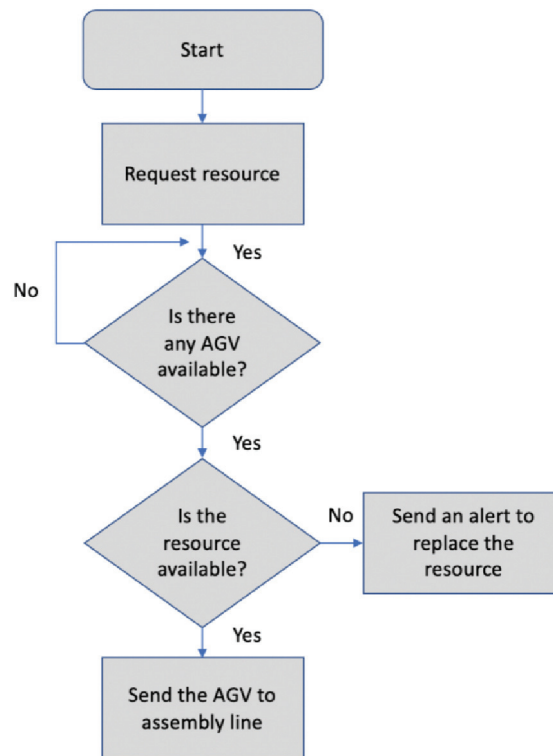 Start
Request resource
Yes
No
Is there
any AGV
available?
Yes
Is the
resource
available?
No
Send an alert to
replace the
resource
Yes
Send the AGV to
assembly line